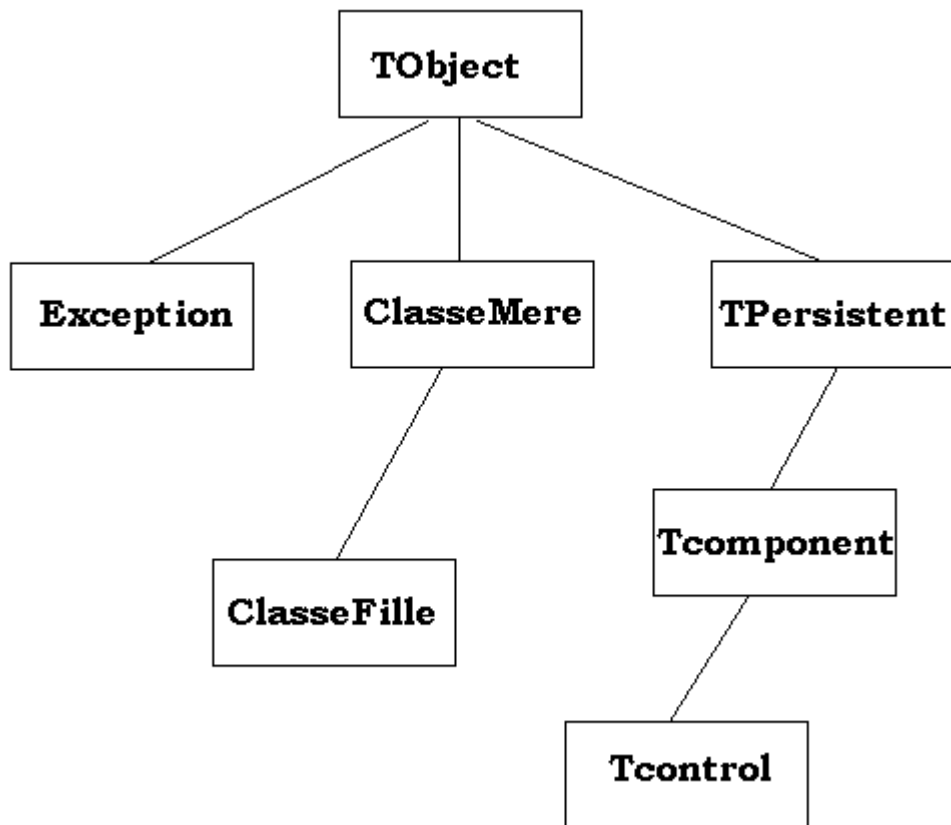 TObject
Exception
ClasseMere
TPersistent
Tcomponent
ClasseFille
Tcontrol